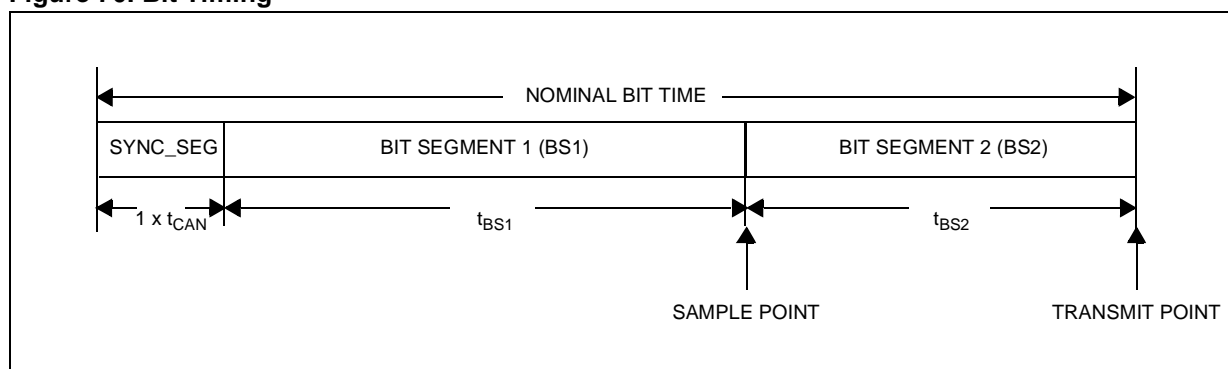 NOMINAL BIT TIME
SYNC_SEG
BIT SEGMENT 1 (BS1)
BIT SEGMENT 2 (BS2)
1 x tCAN
tBS1
tBS2
SAMPLE POINT
TRANSMIT POINT